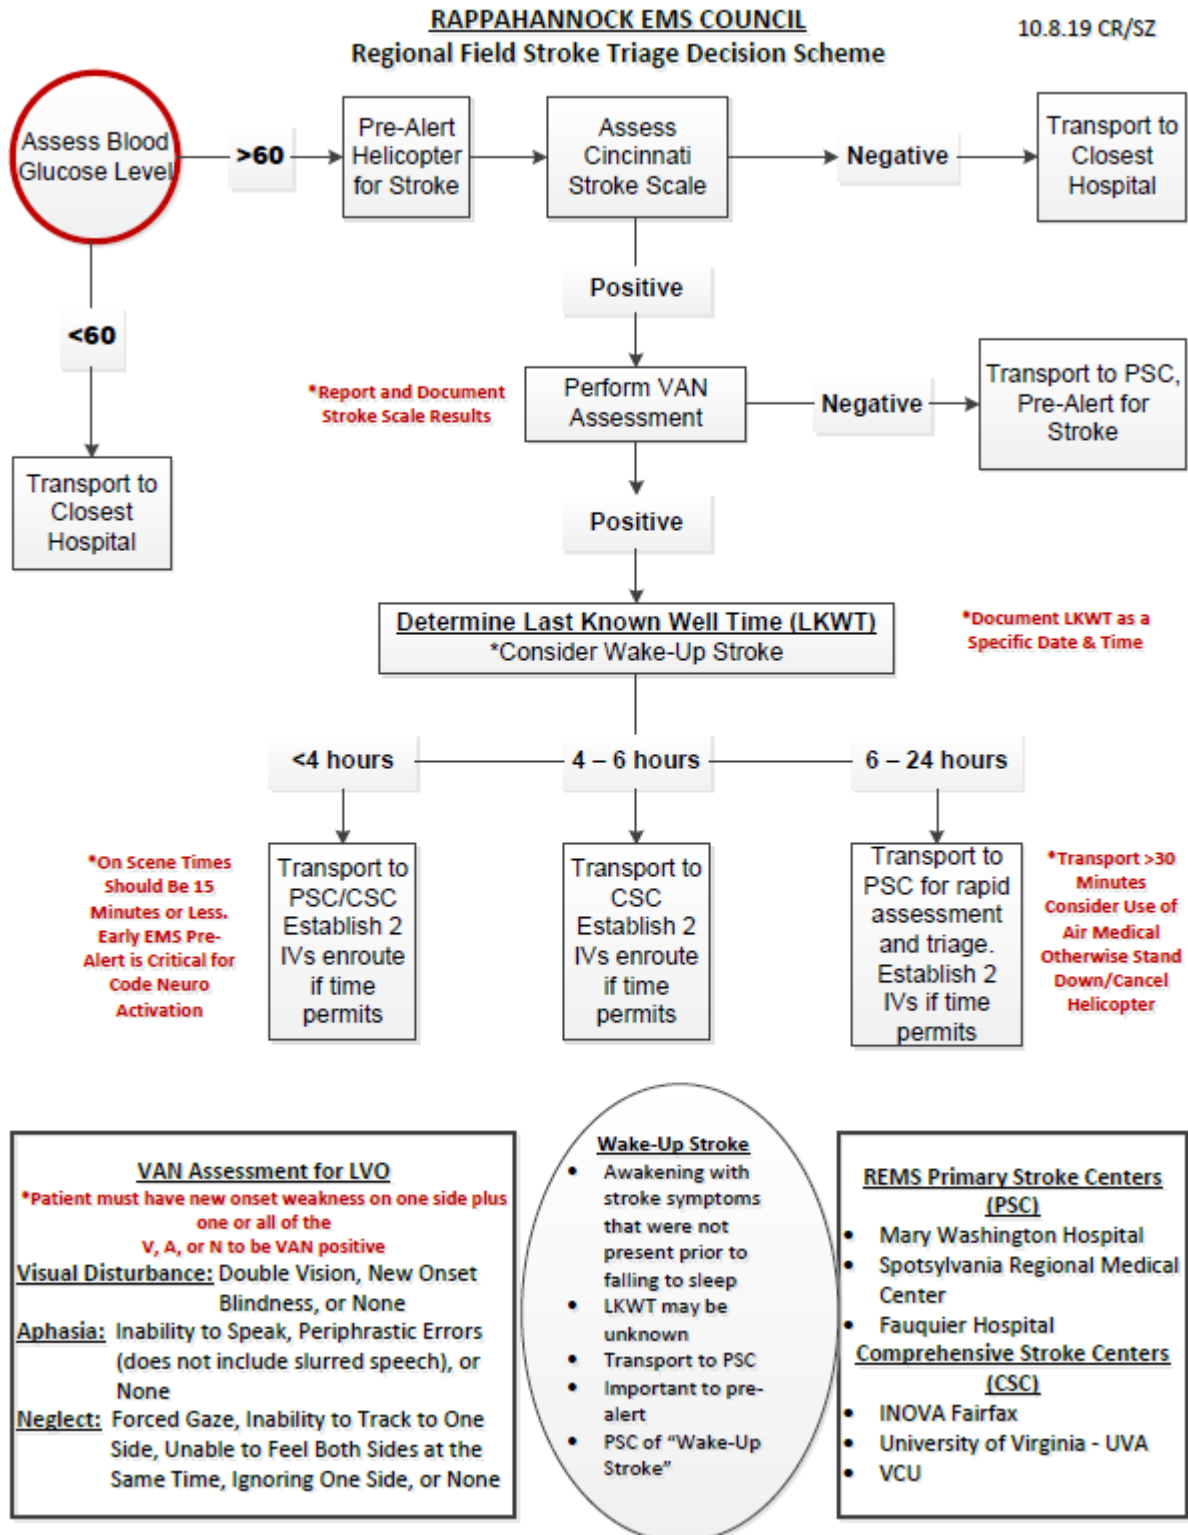 RAPPAHANNOCK EMS COUNCIL
10.8.19 CR/SZ
Regional Field Stroke Triage Decision Scheme
Assess Blood
Glucose Level
>60
Pre-Alert
Helicopter
for Stroke
Assess
Cincinnati
Stroke Scale
Negative
Transport to
Closest
Hospital
Positive
<60
*Report and Document
Stroke Scale Results
Perform VAN
Assessment
Negative
Transport to PSC,
Pre-Alert for
Stroke
Transport to
Closest
Hospital
Positive
Determine Last Known Well Time (LKWT)
*Consider Wake-Up Stroke
*Document LKWT as a
Specific Date & Time
<4 hours
4 – 6 hours
6 – 24 hours
*On Scene Times
Should Be 15
Minutes or Less.
Early EMS Pre-
Alert is Critical for
Code Neuro
Activation
Transport to
PSC/CSC
Establish 2
IVs enroute
if time
permits
Transport to
CSC
Establish 2
IVs enroute
if time
permits
Transport to
PSC for rapid
assessment
and triage.
Establish 2
IVs if time
permits
*Transport >30
Minutes
Consider Use of
Air Medical
Otherwise Stand
Down/Cancel
Helicopter
VAN Assessment for LVO
*Patient must have new onset weakness on one side plus
one or all of the
V, A, or N to be VAN positive
Visual Disturbance: Double Vision, New Onset
Blindness, or None
Aphasia: Inability to Speak, Periphrastic Errors
(does not include slurred speech), or
None
Neglect: Forced Gaze, Inability to Track to One
Side, Unable to Feel Both Sides at the
Same Time, Ignoring One Side, or None
Wake-Up Stroke
• Awakening with
stroke symptoms
that were not
present prior to
falling to sleep
• LKWT may be
unknown
• Transport to PSC
• Important to pre-
alert
• PSC of “Wake-Up
Stroke”
REMS Primary Stroke Centers
(PSC)
• Mary Washington Hospital
• Spotsylvania Regional Medical
Center
• Fauquier Hospital
Comprehensive Stroke Centers
(CSC)
• INOVA Fairfax
• University of Virginia - UVA
• VCU